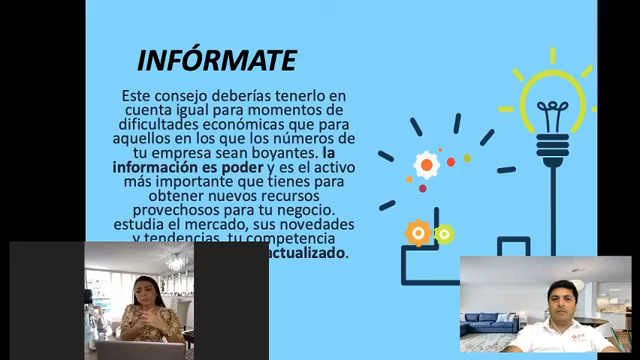 INFÓRMATE
Este consejo deberías tenerlo en
cuenta igual para momentos de
dificultades económicas que para
aquellos en los que los números de
tu empresa sean boyantes. la
información es poder y es el activo
más importante que tienes para
obtener nuevos recursos
provechosos para tu negocio.
estudia el mercado, sus novedades
y tendencias, tu competencia
actualizado.